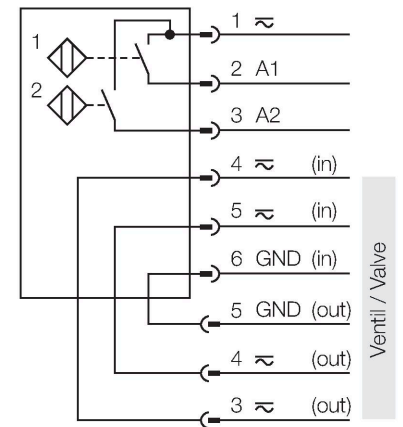 1 ⎓
1
2 A1
2
3 A2
4 ⎓ (in)
5 ⎓ (in)
6 GND (in)
5 GND (out)
4 ⎓ (out)
3 ⎓ (out)
Ventil / Valve